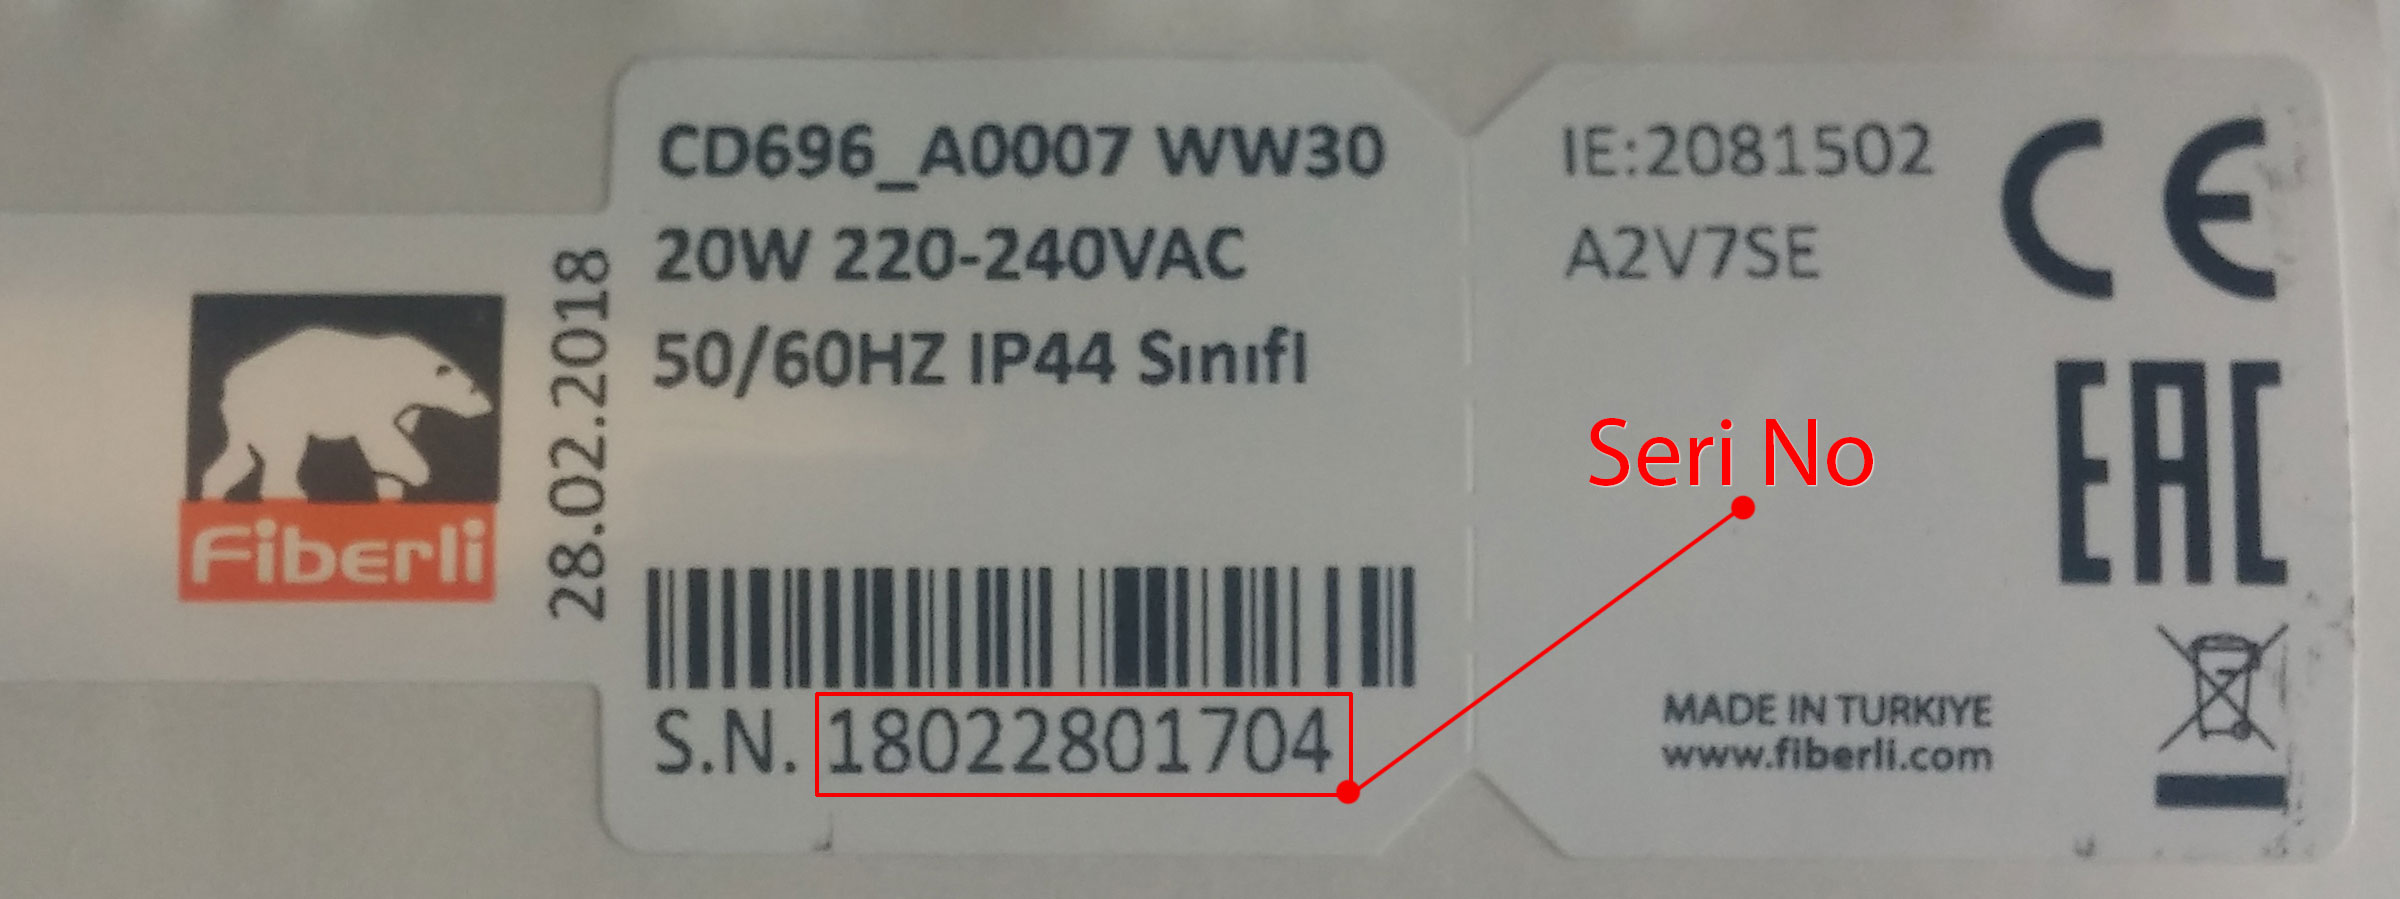 Fiberli
28.02.2018
CD696_A0007 WW30
20W 220-240VAC
50/60HZ IP44 SınıfI
S.N. 18022801704
IE:2081502
A2V7SE
CE
EAC
Seri No
MADE IN TURKIYE
www.fiberli.com